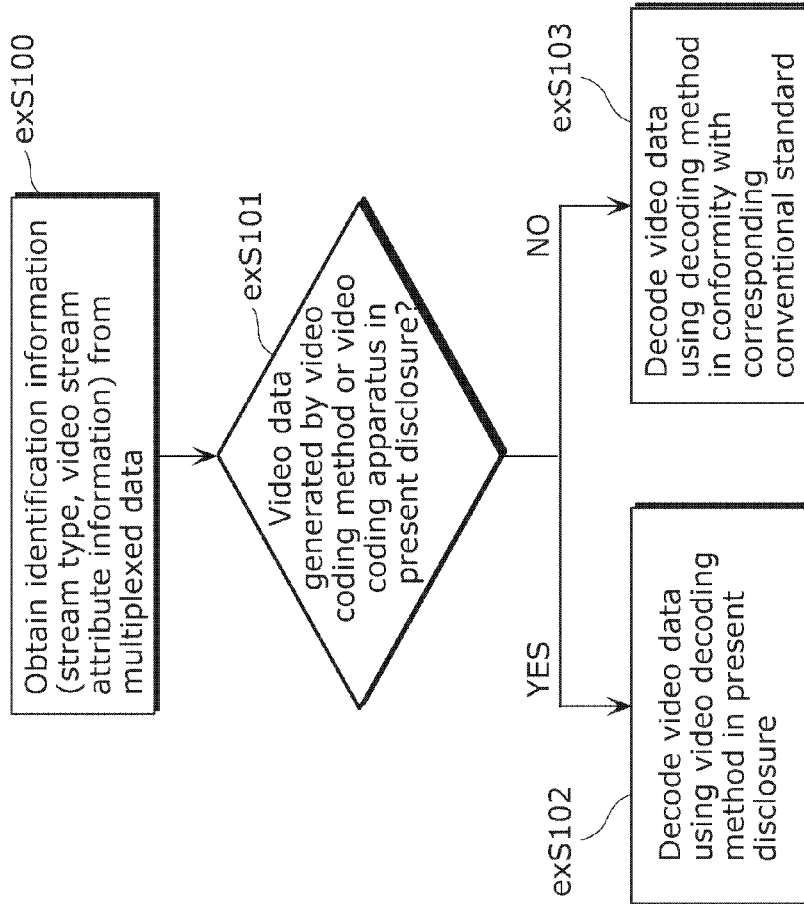 exS100
Obtain identification information
(stream type, video stream
attribute information) from
multiplexed data
exS101
Video data
generated by video
coding method or video
coding apparatus in
present disclosure?
YES
NO
exS102
Decode video data
using video decoding
method in present
disclosure
exS103
Decode video data
using decoding method
in conformity with
corresponding
conventional standard